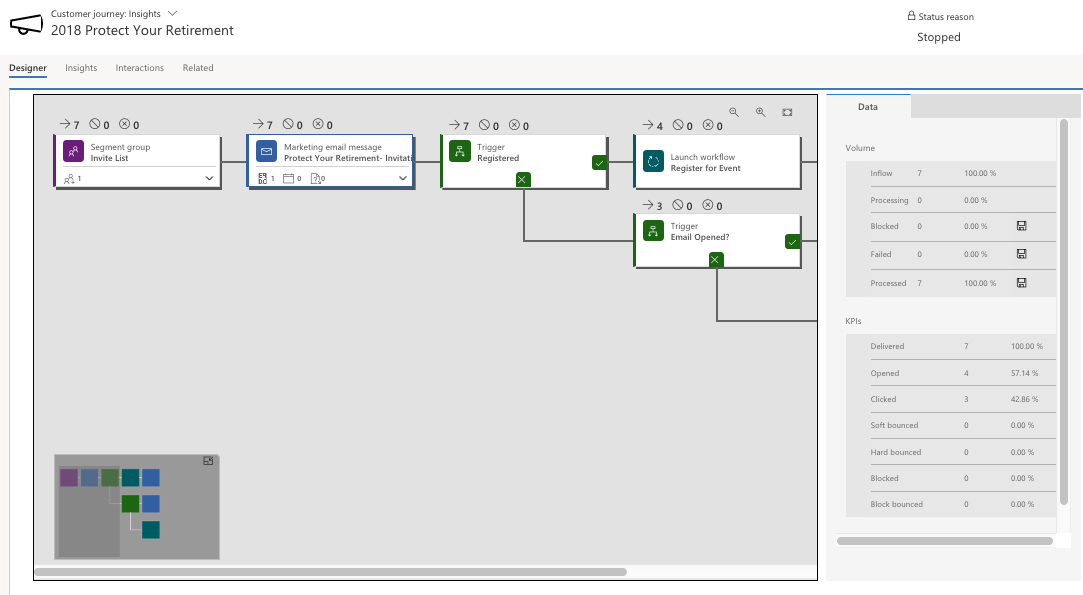 Customer journey: Insights
2018 Protect Your Retirement
Status reason
Stopped
Designer Insights Interactions Related
7 0 0
Segment group
Invite List
1
7 0 0
Marketing email message
Protect Your Retirement- Invitati
1 0 0
7 0 0
Trigger
Registered
4 0 0
Launch workflow
Register for Event
3 0 0
Trigger
Email Opened?
Data
Volume
Inflow 7 100.00 %
Processing 0 0.00 %
Blocked 0 0.00 %
Failed 0 0.00 %
Processed 7 100.00 %
KPIs
Delivered 7 100.00 %
Opened 4 57.14 %
Clicked 3 42.86 %
Soft bounced 0 0.00 %
Hard bounced 0 0.00 %
Blocked 0 0.00 %
Block bounced 0 0.00 %